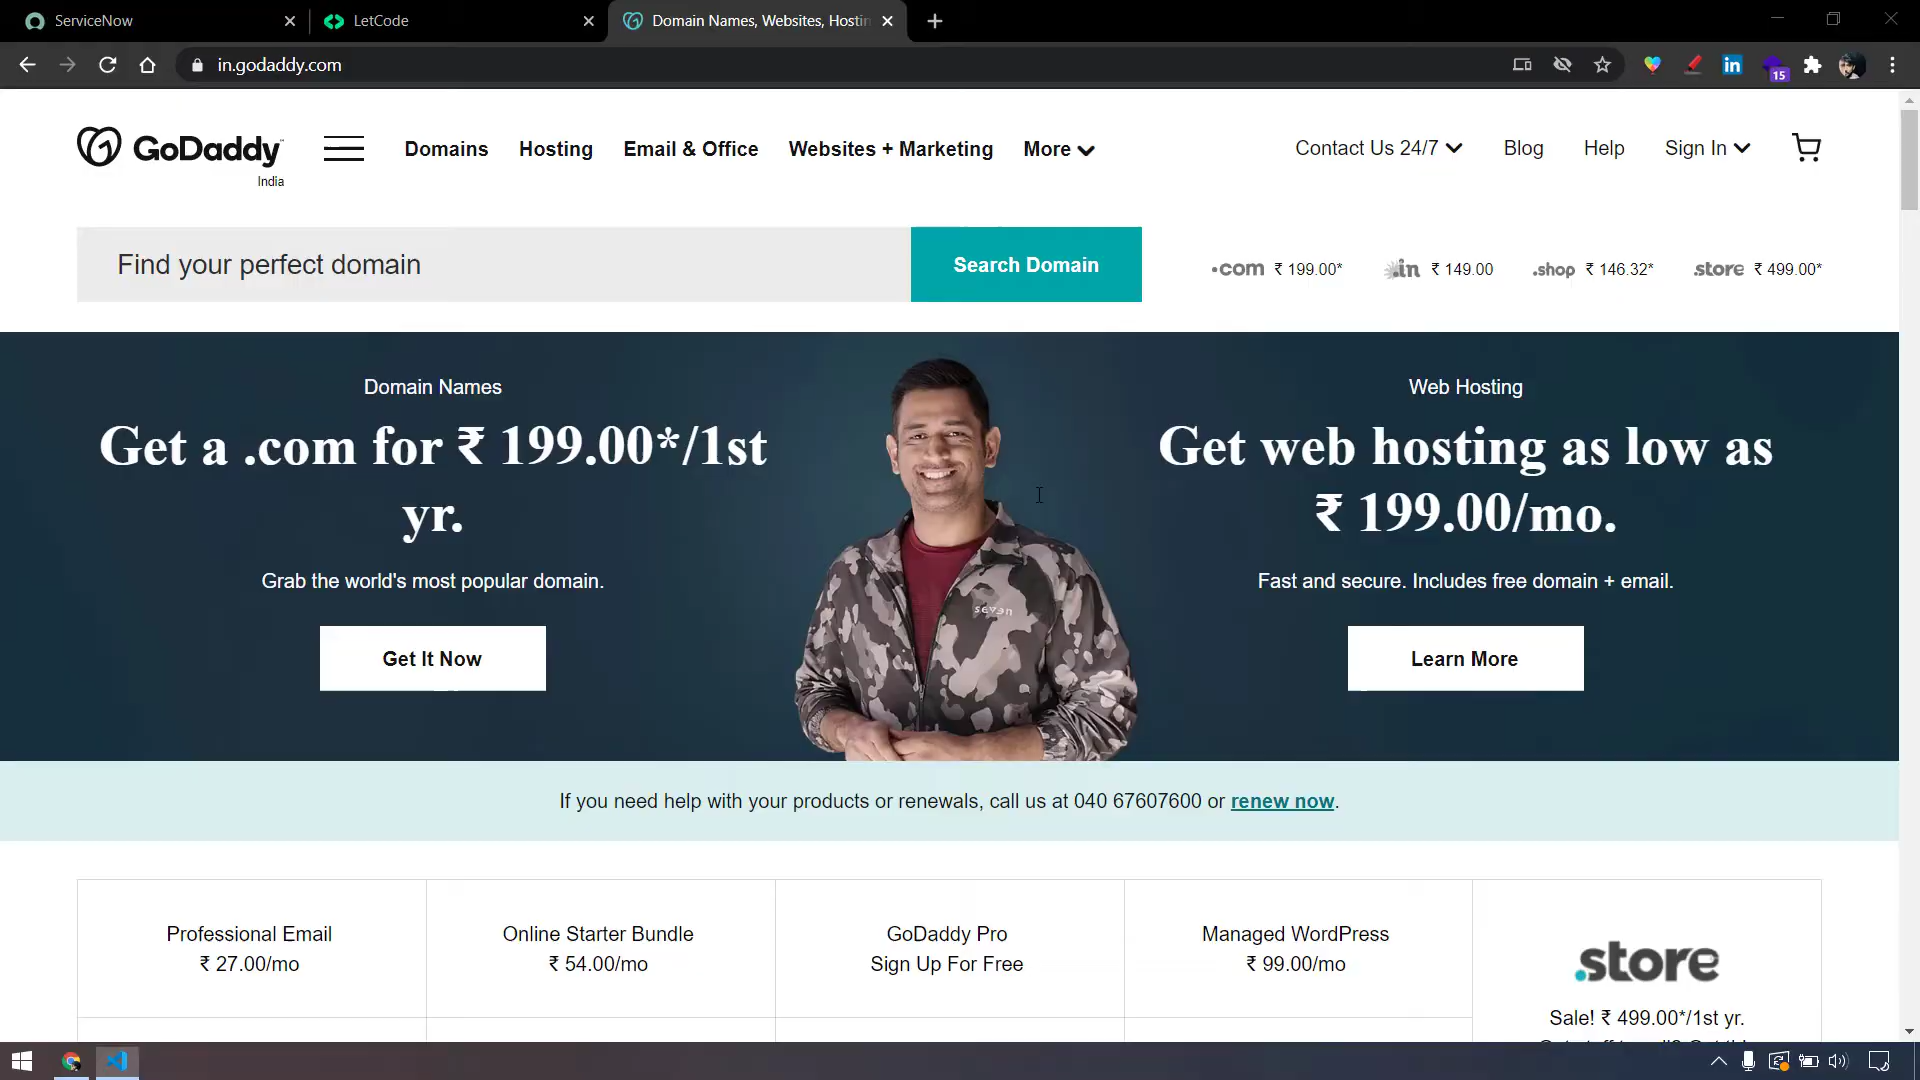 ServiceNow
LetCode
Domain Names, Websites, Hostin
in.godaddy.com
15
GoDaddy
India
Domains
Hosting
Email & Office
Websites + Marketing
More
Contact Us 24/7
Blog
Help
Sign In
Find your perfect domain
Search Domain
.com ₹ 199.00*
.in ₹ 149.00
.shop ₹ 146.32*
.store ₹ 499.00*
Domain Names
Get a .com for ₹ 199.00*/1st
yr.
Grab the world's most popular domain.
Get It Now
SEVEN
Web Hosting
Get web hosting as low as
₹ 199.00/mo.
Fast and secure. Includes free domain + email.
Learn More
If you need help with your products or renewals, call us at 040 67607600 or renew now.
Professional Email
₹ 27.00/mo
Online Starter Bundle
₹ 54.00/mo
GoDaddy Pro
Sign Up For Free
Managed WordPress
₹ 99.00/mo
.store
Sale! ₹ 499.00*/1st yr.